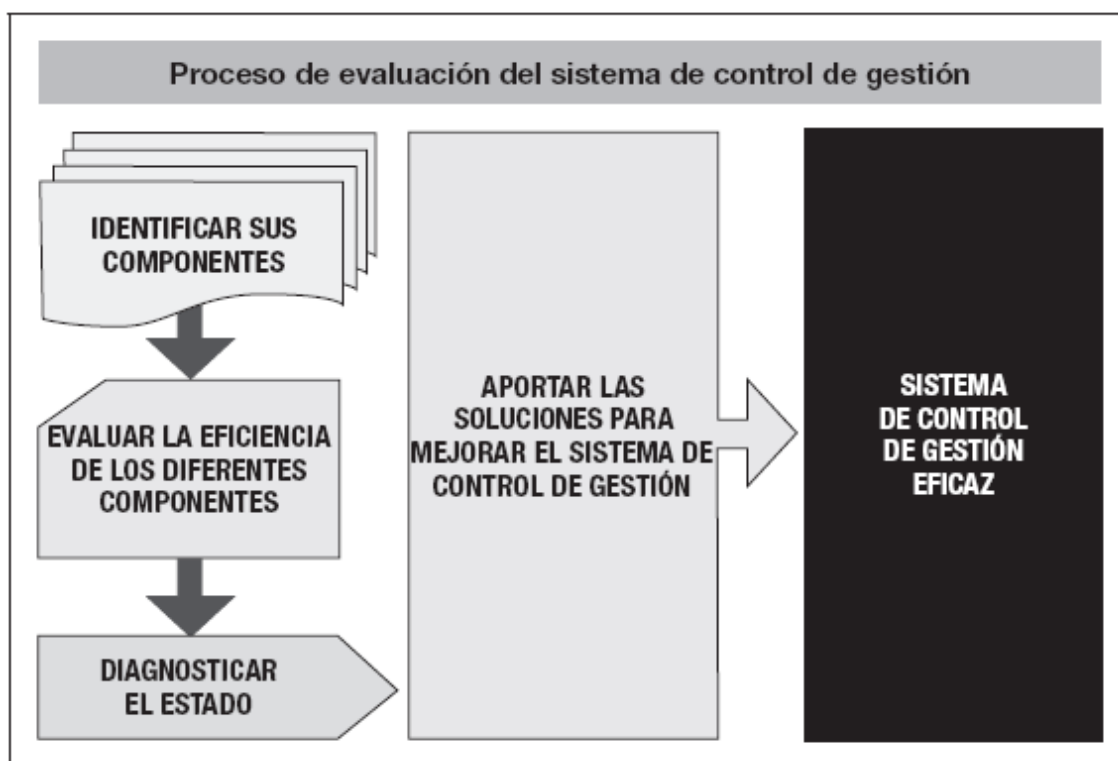 Proceso de evaluación del sistema de control de gestión
IDENTIFICAR SUS
COMPONENTES
EVALUAR LA EFICIENCIA
DE LOS DIFERENTES
COMPONENTES
DIAGNOSTICAR
EL ESTADO
APORTAR LAS
SOLUCIONES PARA
MEJORAR EL SISTEMA DE
CONTROL DE GESTIÓN
SISTEMA
DE CONTROL
DE GESTIÓN
EFICAZ